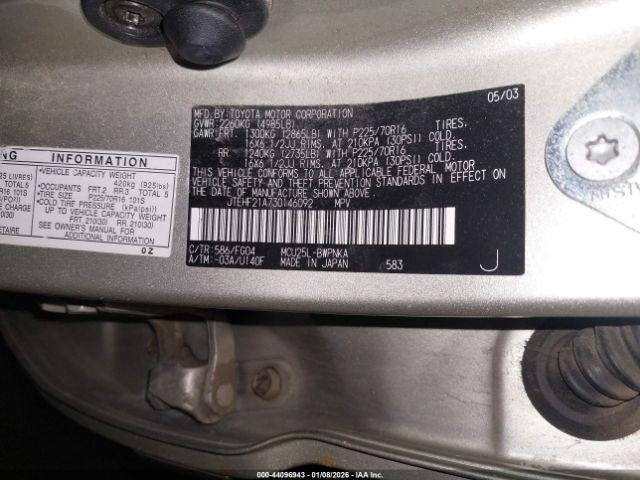 05/03
MFD. BY: TOYOTA MOTOR CORPORATION
GVWR: 2260KG (4985LB)
GAWR: FRT. 1300KG (2865LB) WITH P225/70R16 TIRES,
16X6 1/2JJ RIMS, AT 210KPA (30PSI) COLD.
RR. 1240KG (2735LB) WITH P225/70R16 TIRES,
16X6 1/2JJ RIMS, AT 210KPA (30PSI) COLD.
THIS VEHICLE CONFORMS TO ALL APPLICABLE FEDERAL MOTOR
VEHICLE SAFETY AND THEFT PREVENTION STANDARDS IN EFFECT ON
THE DATE OF MANUFACTURE SHOWN ABOVE.
JTEHF21A730146092 MPV
C/TR: 586/FG04 MCU25L-BWPNKA
A/TM: -03A/U140F MADE IN JAPAN 583 J
INFORMATION
VEHICLE CAPACITY WEIGHT
420kg (925lbs)
OCCUPANTS FRT.2 RR.3 TOTAL 5
TIRE SIZE P225/70R16 101S
COLD TIRE PRESSURE kPa(psi)
UP TO VEHICLE CAPACITY WEIGHT
FRT 210(30) RR 210(30)
SEE OWNER'S MANUAL FOR
ADDITIONAL INFORMATION
0Z
000-44096943 | 01/08/2026 | IAA Inc.